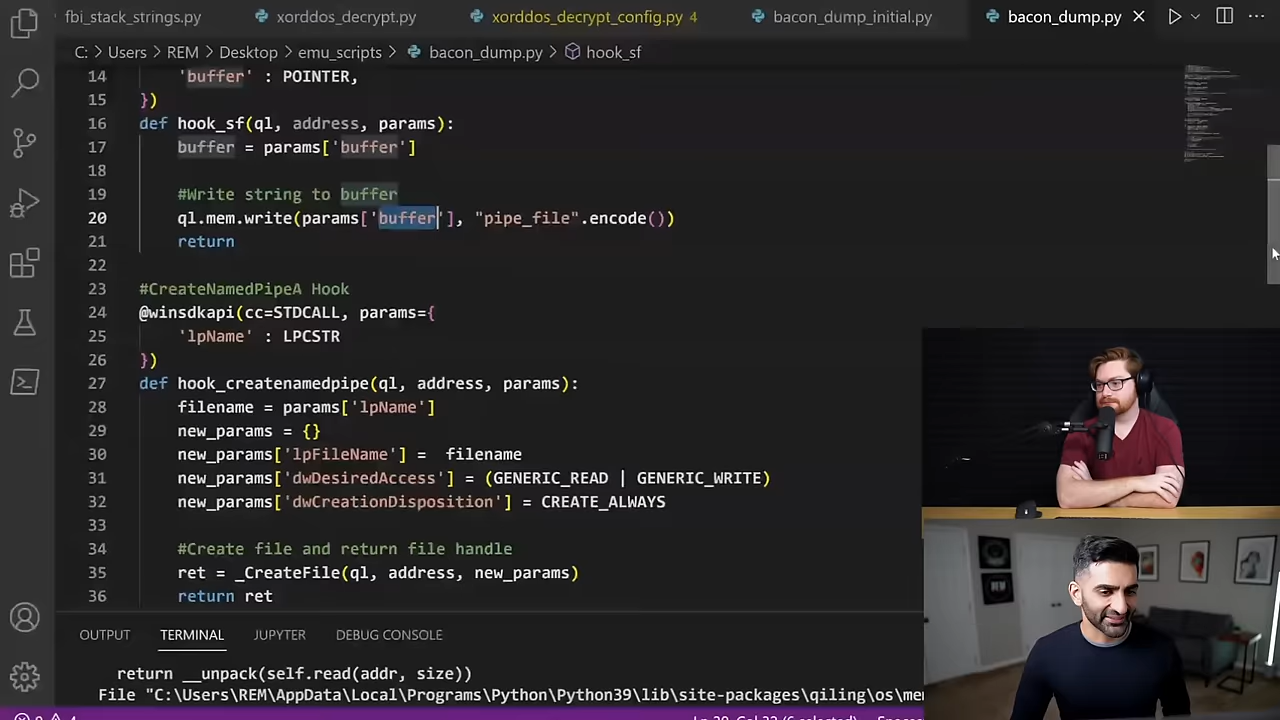 fbi_stack_strings.py xorddos_decrypt.py xorddos_decrypt_config.py 4 bacon_dump_initial.py bacon_dump.py
C: > Users > REM > Desktop > emu_scripts > bacon_dump.py > hook_sf
14 'buffer' : POINTER,
15 })
16 def hook_sf(ql, address, params):
17 buffer = params['buffer']
18
19 #Write string to buffer
20 ql.mem.write(params['buffer'], "pipe_file".encode())
21 return
22
23 #CreateNamedPipeA Hook
24 @winsdkapi(cc=STDCALL, params={
25 'lpName' : LPCSTR
26 })
27 def hook_createnamedpipe(ql, address, params):
28 filename = params['lpName']
29 new_params = {}
30 new_params['lpFileName'] = filename
31 new_params['dwDesiredAccess'] = (GENERIC_READ | GENERIC_WRITE)
32 new_params['dwCreationDisposition'] = CREATE_ALWAYS
33
34 #Create file and return file handle
35 ret = _CreateFile(ql, address, new_params)
36 return ret
OUTPUT TERMINAL JUPYTER DEBUG CONSOLE
return __unpack(self.read(addr, size))
File "C:\Users\REM\AppData\Local\Programs\Python\Python39\lib\site-packages\qiling\os\mem